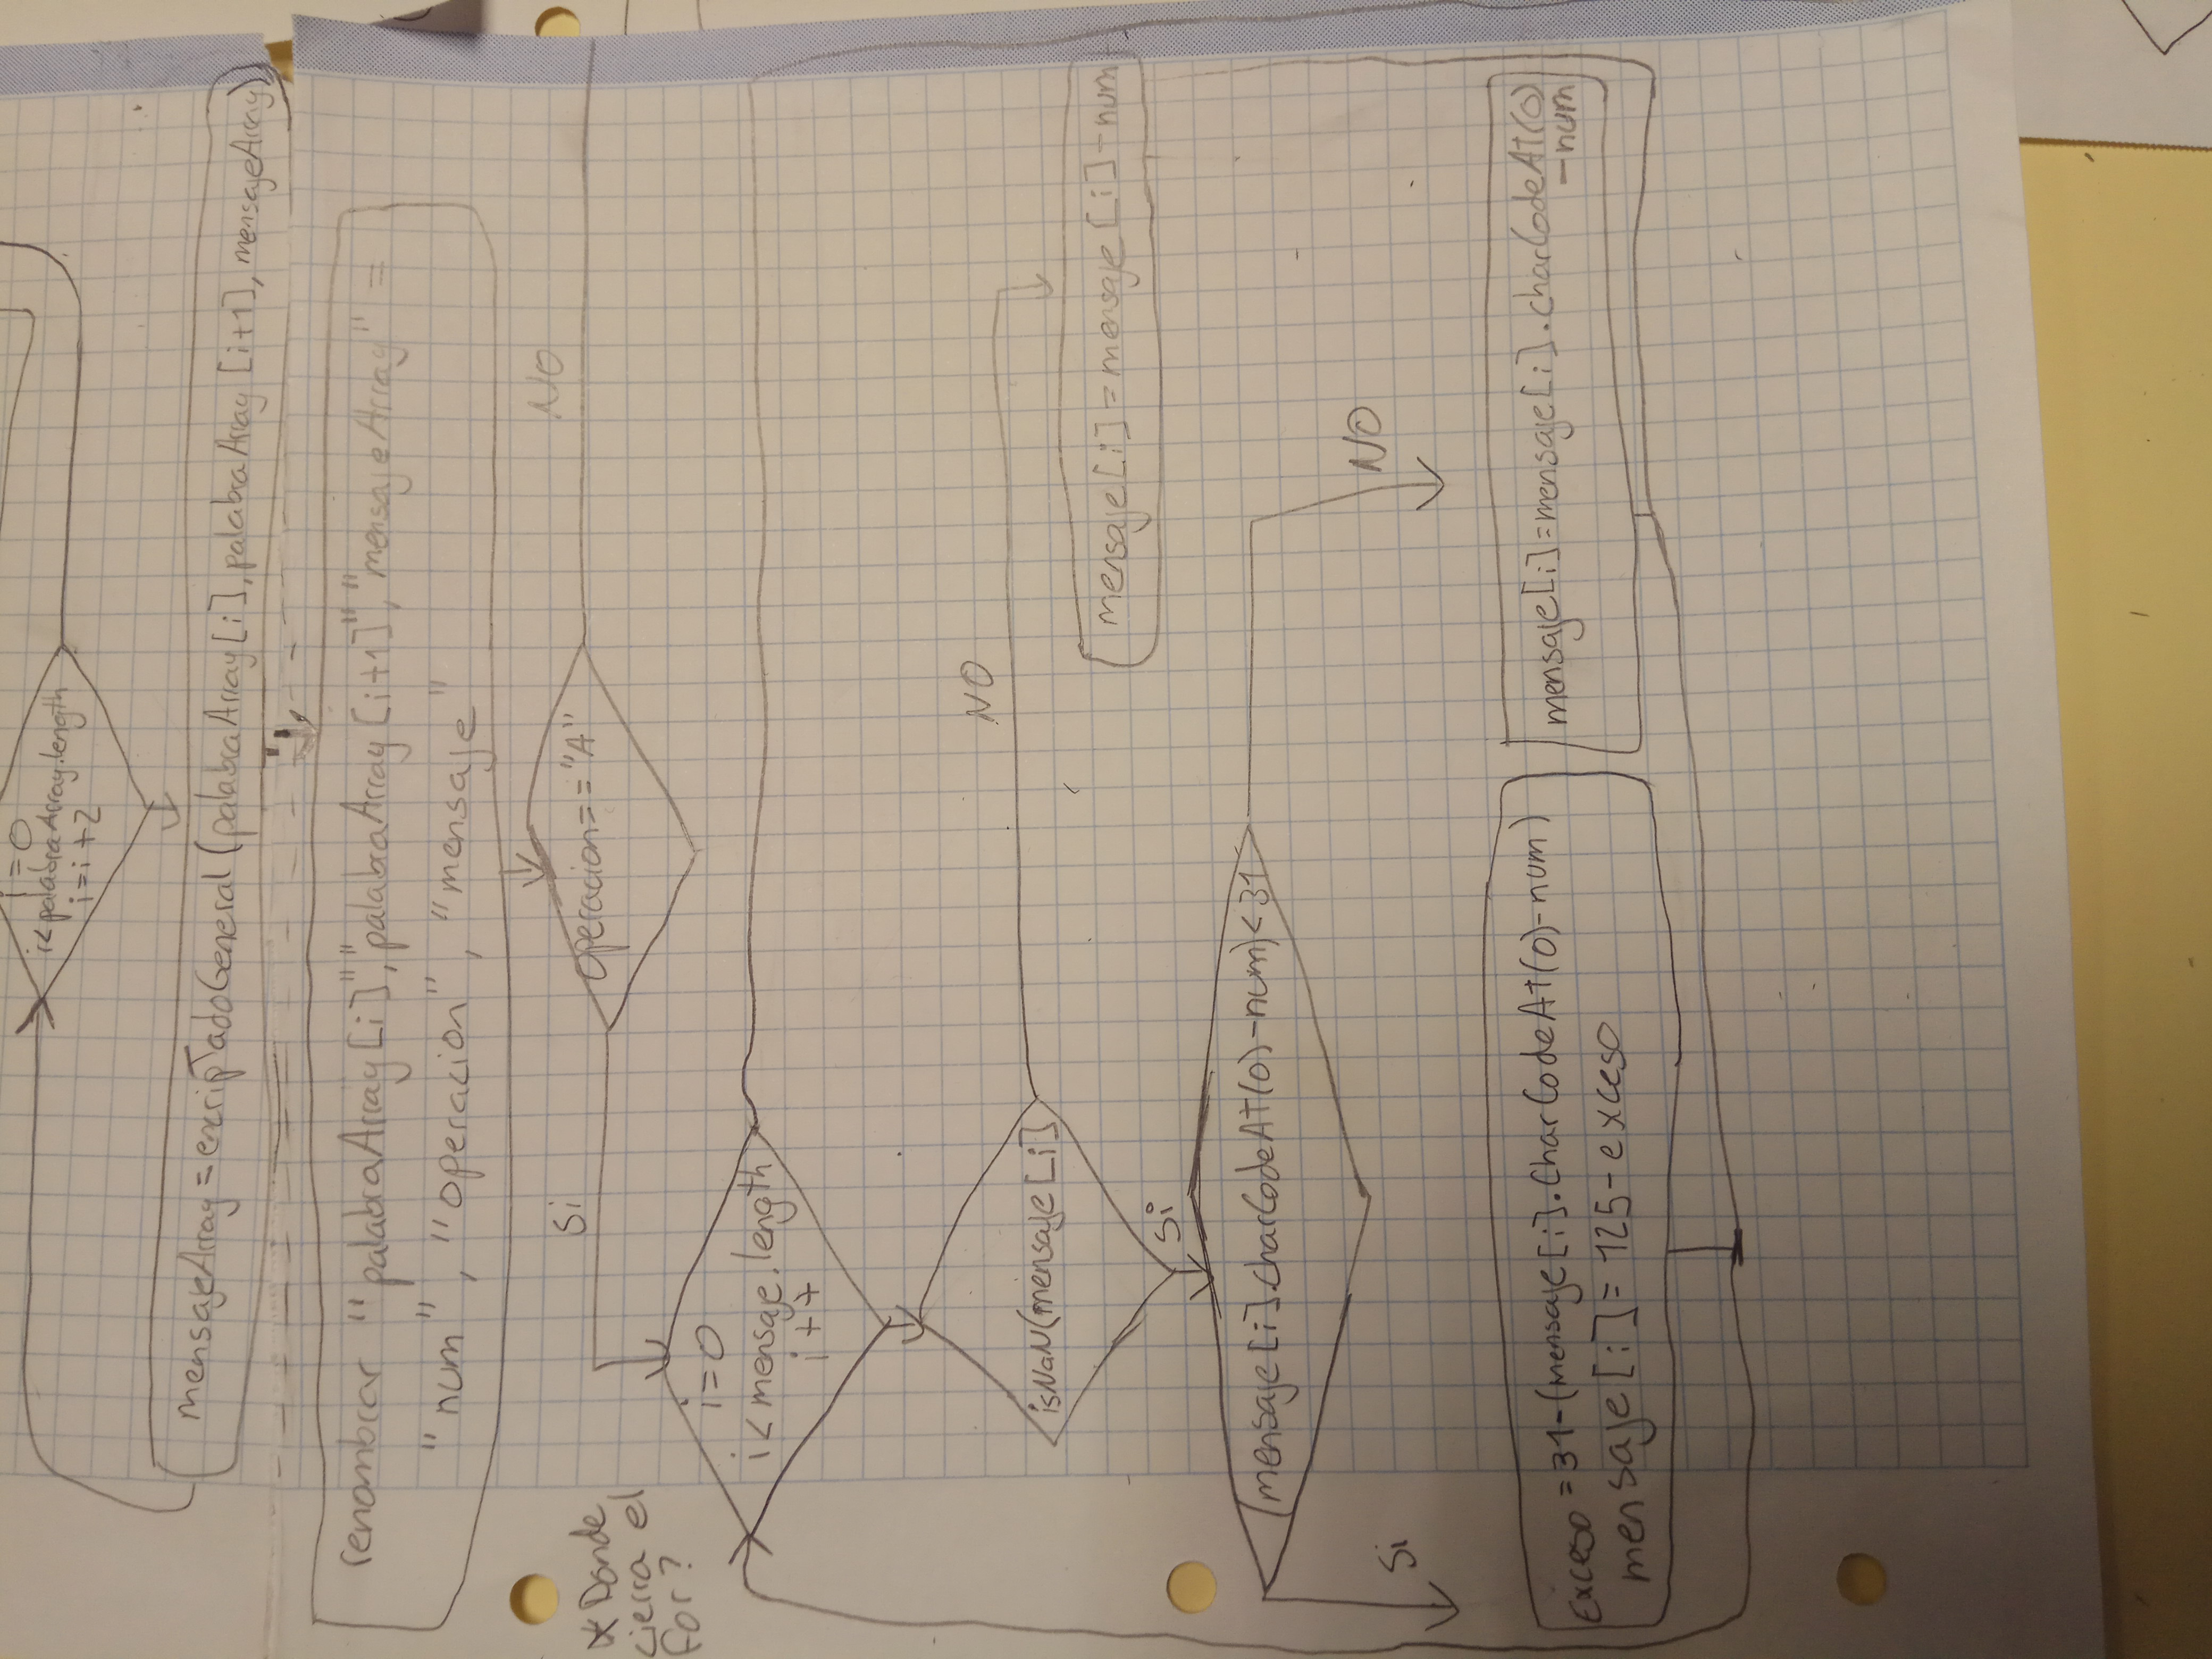 i=0
i<palabraArray.length
i=i+2
mensajeArray=encriptadoGeneral(palabraArray[i],palabraArray[i+1],mensajeArray)
renombrar "palabraArray[i]","palabraArray[i+1]","mensajeArray" =
"num", "operacion", "mensaje"
Operacion=="A"
Si
NO
* Donde
cierra el
for?
i=0
i<mensaje.length
i++
isNaN(mensaje[i]
NO
mensaje[i]=mensaje[i]-num
Si
(mensaje[i].charCodeAt(0)-num)<31
NO
Si
Exceso=31-(mensaje[i].charCodeAt(0)-num)
mensaje[i]=125-exceso
mensaje[i]=mensaje[i].charCodeAt(0)
-num